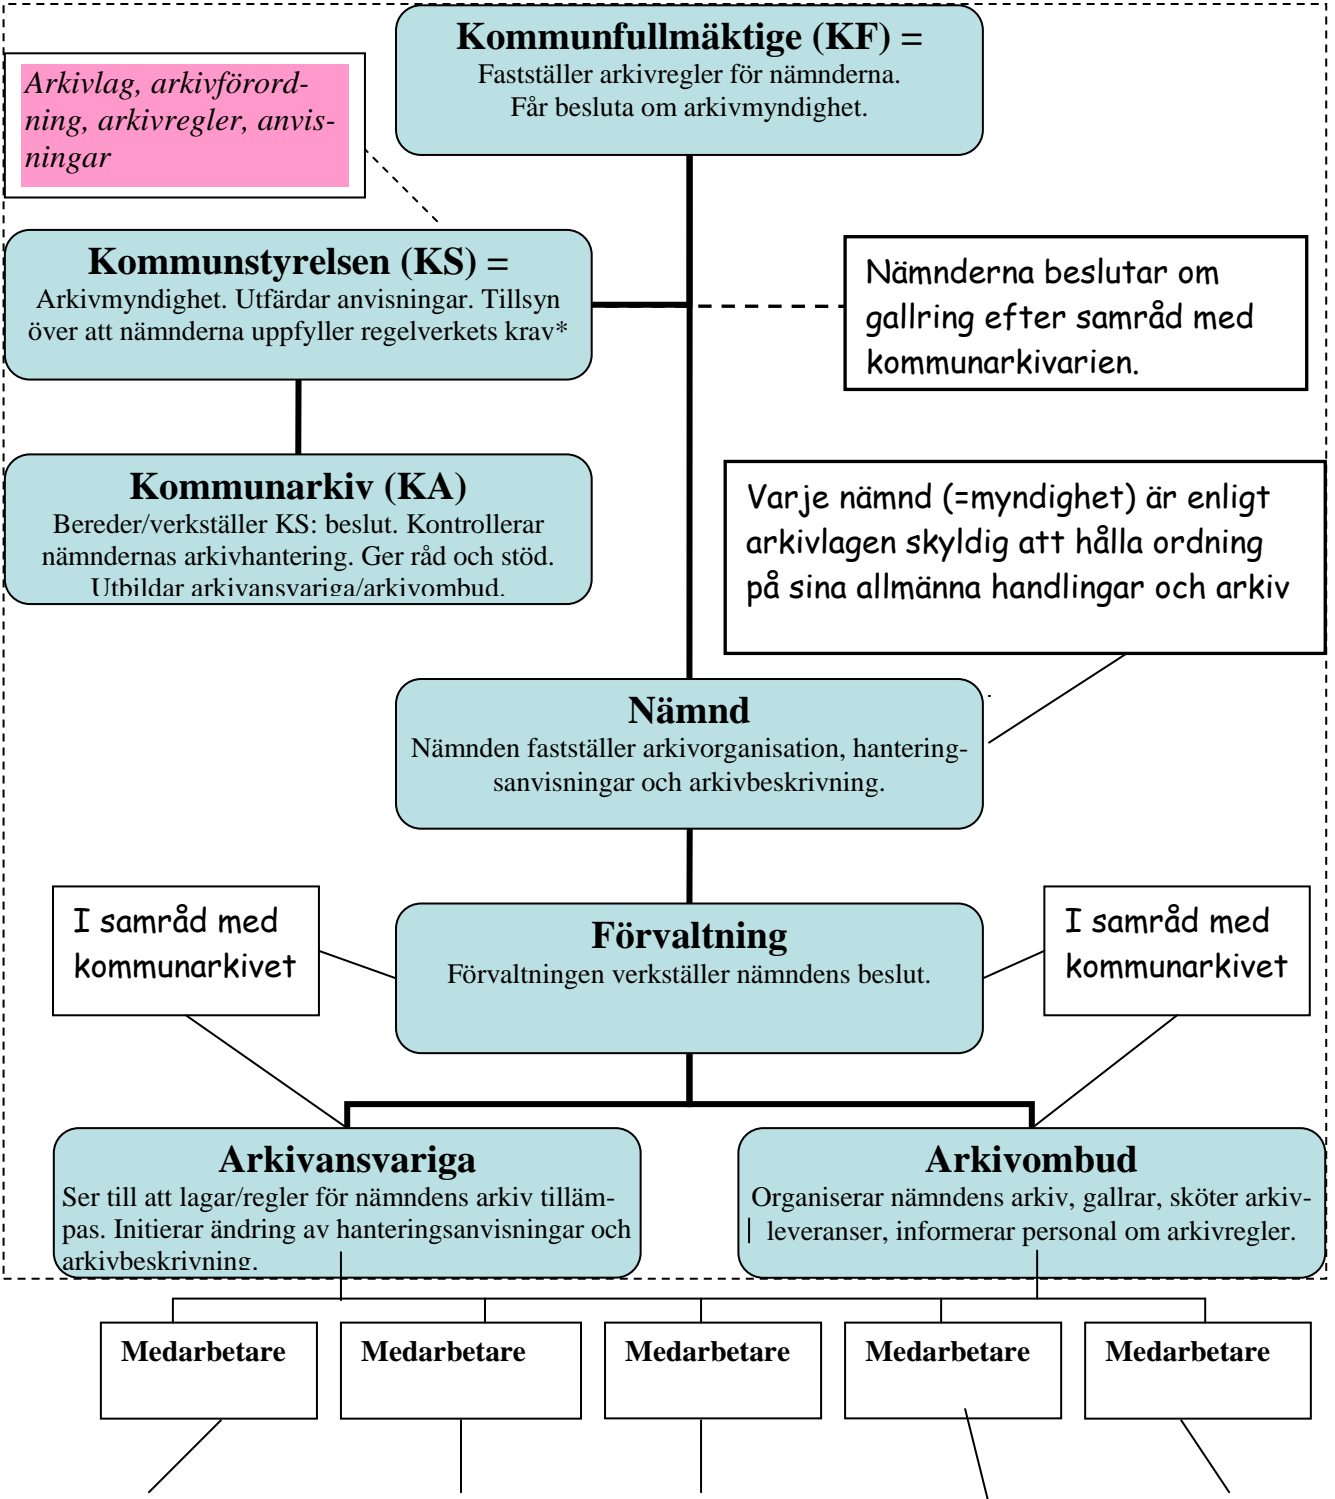 Kommunfullmäktige (KF) =
Fastställer arkivregler för nämnderna.
Får besluta om arkivmyndighet.
Arkivlag, arkivförord-
ning, arkivregler, anvis-
ningar
Kommunstyrelsen (KS) =
Arkivmyndighet. Utfärdar anvisningar. Tillsyn
över att nämnderna uppfyller regelverkets krav*
Nämnderna beslutar om
gallring efter samråd med
kommunarkivarien.
Kommunarkiv (KA)
Bereder/verkställer KS: beslut. Kontrollerar
nämndernas arkivhantering. Ger råd och stöd.
Utbildar arkivansvariga/arkivombud.
Varje nämnd (=myndighet) är enligt
arkivlagen skyldig att hålla ordning
på sina allmänna handlingar och arkiv
Nämnd
Nämnden fastställer arkivorganisation, hantering-
sanvisningar och arkivbeskrivning.
I samråd med
kommunarkivet
Förvaltning
Förvaltningen verkställer nämndens beslut.
I samråd med
kommunarkivet
Arkivansvariga
Ser till att lagar/regler för nämndens arkiv tilläm-
pas. Initierar ändring av hanteringsanvisningar och
arkivbeskrivning.
Arkivombud
Organiserar nämndens arkiv, gallrar, sköter arkiv-
leveranser, informerar personal om arkivregler.
Medarbetare
Medarbetare
Medarbetare
Medarbetare
Medarbetare